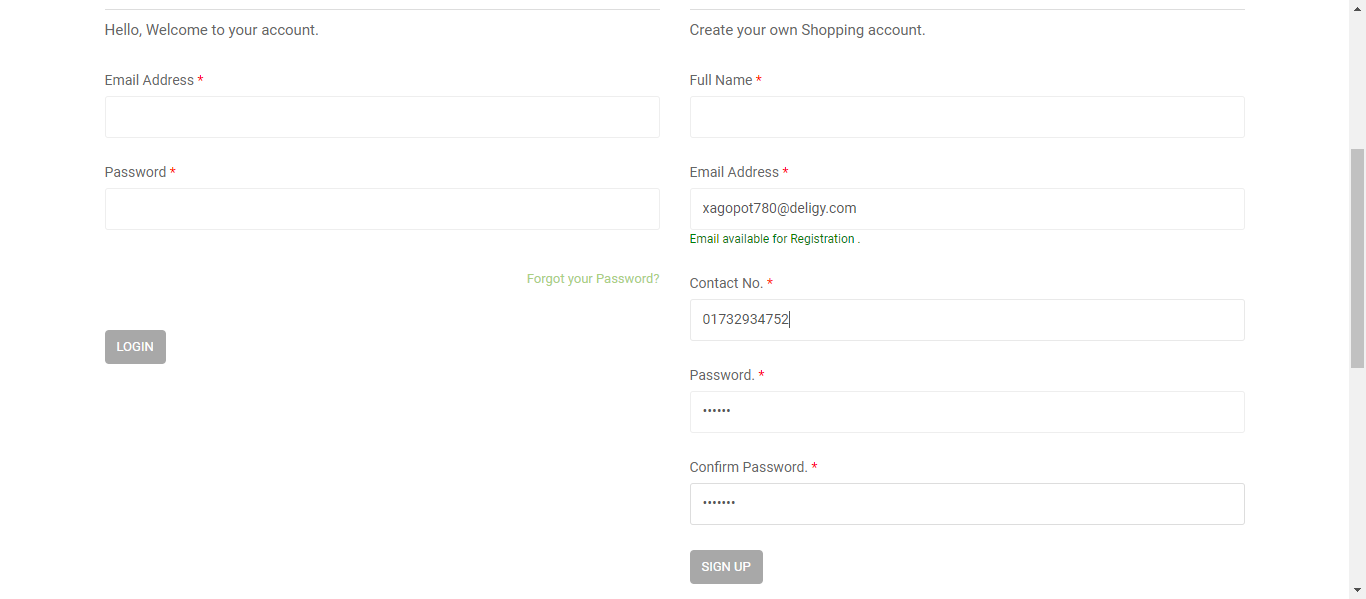 Hello, Welcome to your account.
Email Address *
Password *
Forgot your Password?
LOGIN
Create your own Shopping account.
Full Name *
Email Address *
xagopot780@deligy.com
Email available for Registration .
Contact No. *
01732934752
Password. *
••••••
Confirm Password. *
•••••••
SIGN UP